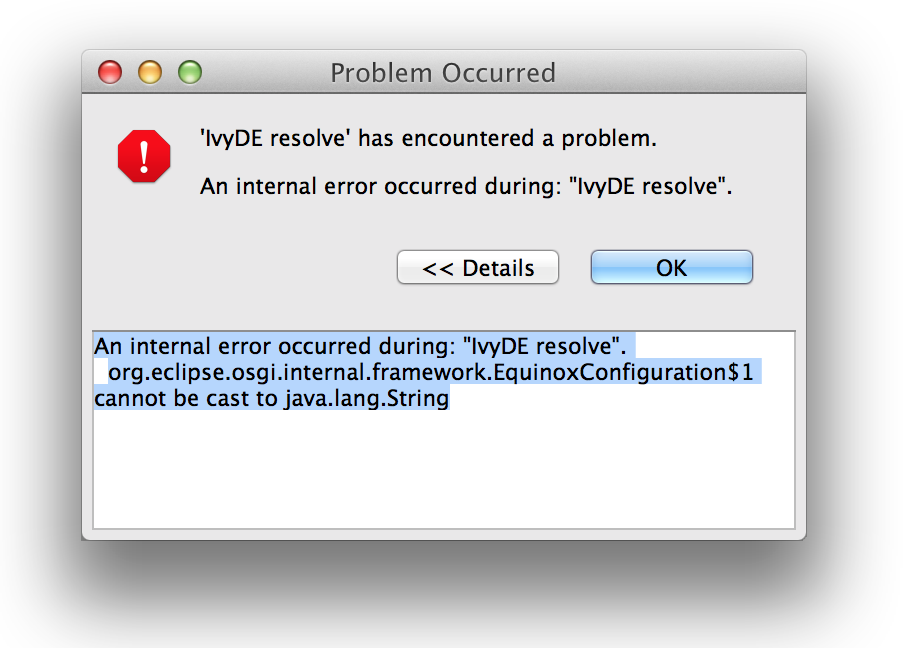 Problem Occurred
'IvyDE resolve' has encountered a problem.
An internal error occurred during: "IvyDE resolve".
<< Details
OK
An internal error occurred during: "IvyDE resolve".
org.eclipse.osgi.internal.framework.EquinoxConfiguration$1
cannot be cast to java.lang.String